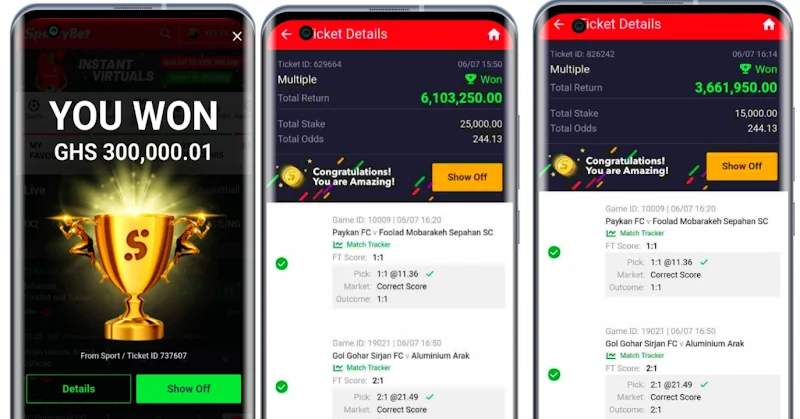 SportyBet
INSTANT
VIRTUALS
YOU WON
GHS 300,000.01
Live
From Sport / Ticket ID 737607
Details
Show Off
Ticket Details
Ticket ID: 629664
06/07 15:50
Multiple
Won
Total Return
6,103,250.00
Total Stake
25,000.00
Total Odds
244.13
Congratulations!
You are Amazing!
Show Off
Game ID: 10009 | 06/07 16:20
Paykan FC v Foolad Mobarakeh Sepahan SC
Match Tracker
FT Score: 1:1
Pick: 1:1 @11.36
Market: Correct Score
Outcome: 1:1
Game ID: 19021 | 06/07 16:50
Gol Gohar Sirjan FC v Aluminium Arak
Match Tracker
FT Score: 2:1
Pick: 2:1 @21.49
Market: Correct Score
Ticket Details
Ticket ID: 826242
06/07 16:14
Multiple
Won
Total Return
3,661,950.00
Total Stake
15,000.00
Total Odds
244.13
Congratulations!
You are Amazing!
Show Off
Game ID: 10009 | 06/07 16:20
Paykan FC v Foolad Mobarakeh Sepahan SC
Match Tracker
FT Score: 1:1
Pick: 1:1 @11.36
Market: Correct Score
Outcome: 1:1
Game ID: 19021 | 06/07 16:50
Gol Gohar Sirjan FC v Aluminium Arak
Match Tracker
FT Score: 2:1
Pick: 2:1 @21.49
Market: Correct Score
Outcome: 2:1